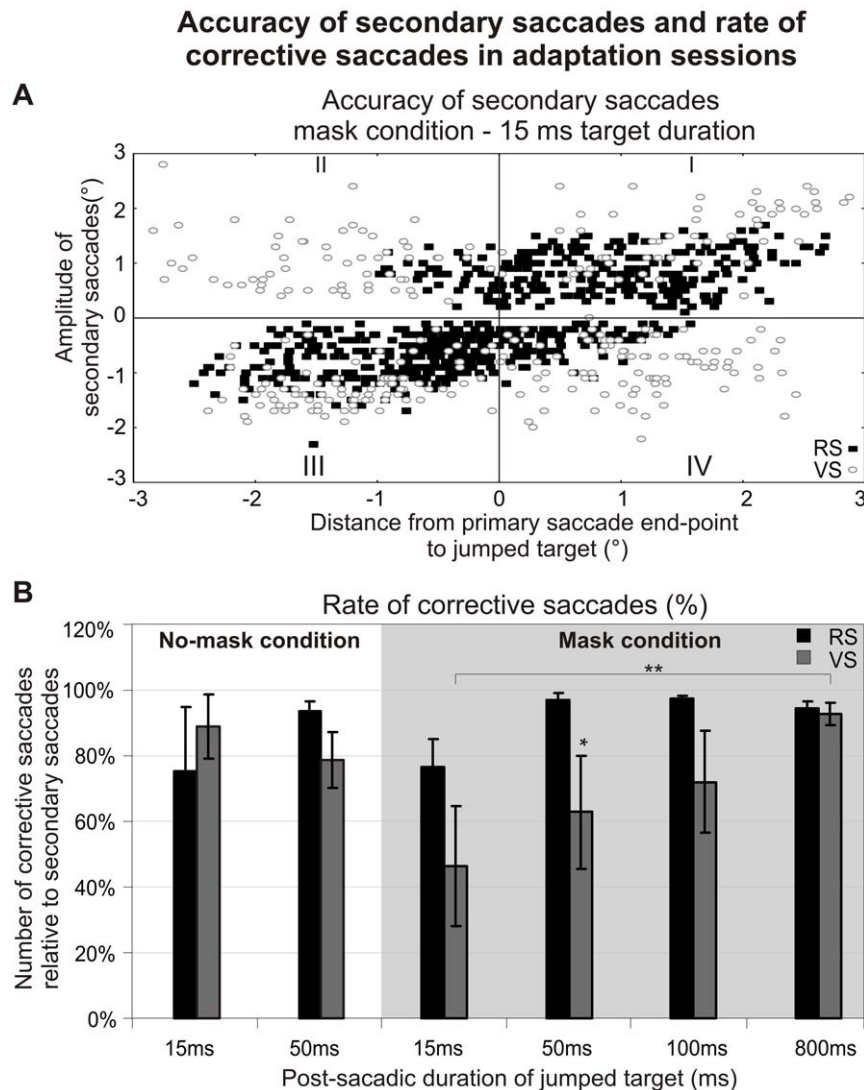 Accuracy of secondary saccades and rate of
corrective saccades in adaptation sessions
A
Accuracy of secondary saccades
mask condition - 15 ms target duration
Amplitude of
secondary saccades(°)
3
2
1
0
-1
-2
-3
II
I
III
IV
RS
VS
-3
-2
-1
0
1
2
3
Distance from primary saccade end-point
to jumped target (°)
B
Rate of corrective saccades (%)
No-mask condition
Mask condition
RS
VS
**
*
Number of corrective saccades
relative to secondary saccades
120%
100%
80%
60%
40%
20%
0%
15ms
50ms
15ms
50ms
100ms
800ms
Post-sacadic duration of jumped target (ms)